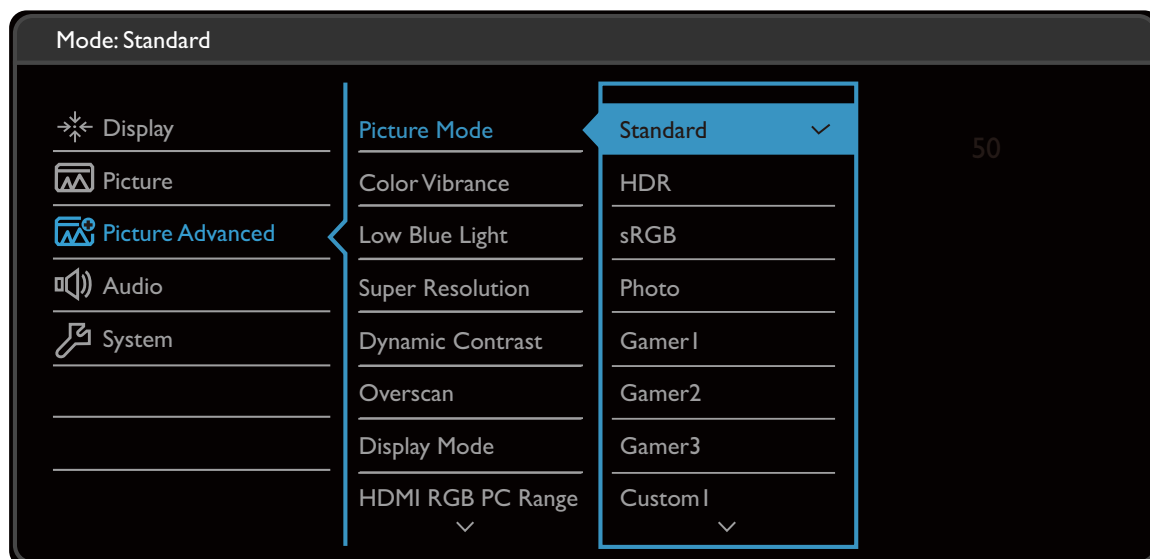 Mode: Standard
Display
Picture
Picture Advanced
Audio
System
Picture Mode
Color Vibrance
Low Blue Light
Super Resolution
Dynamic Contrast
Overscan
Display Mode
HDMI RGB PC Range
Standard
HDR
sRGB
Photo
Gamer1
Gamer2
Gamer3
Custom1
50